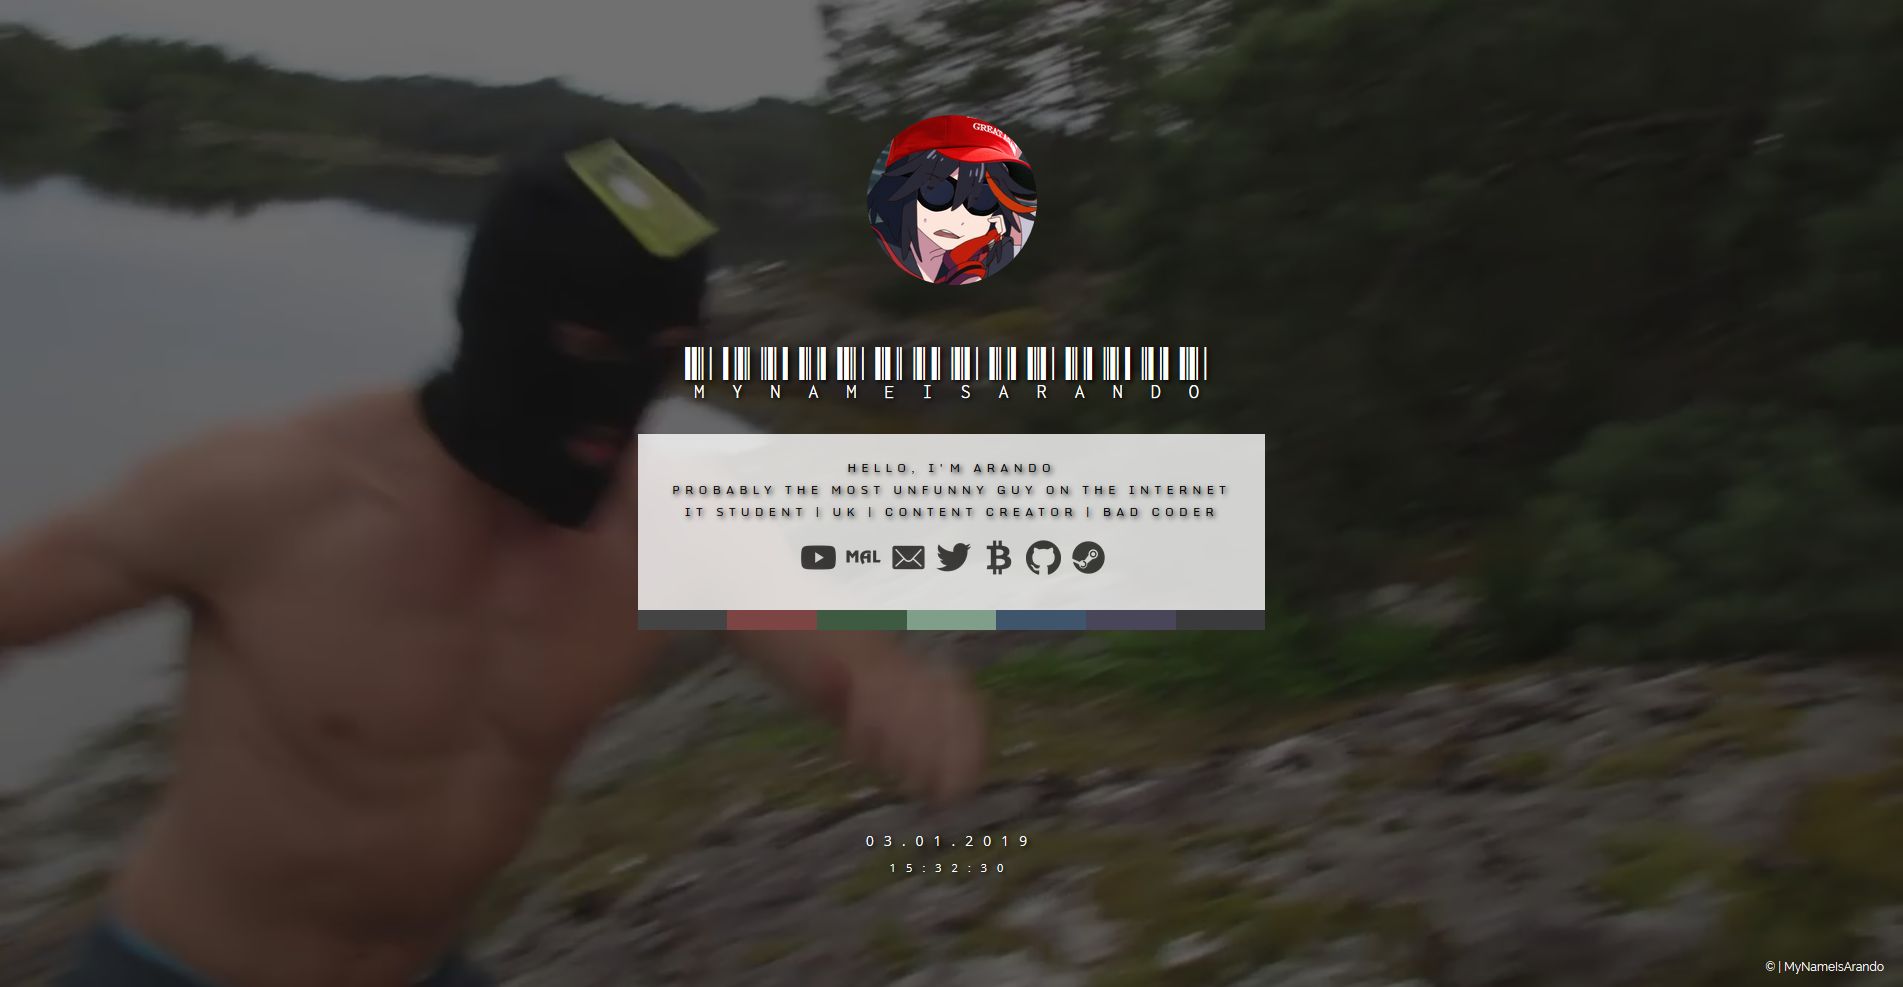 GREAT
MYNAMEISARANDO
HELLO, I'M ARANDO
PROBABLY THE MOST UNFUNNY GUY ON THE INTERNET
IT STUDENT | UK | CONTENT CREATOR | BAD CODER
MAL
03.01.2019
15:32:30
© | MyNameIsArando